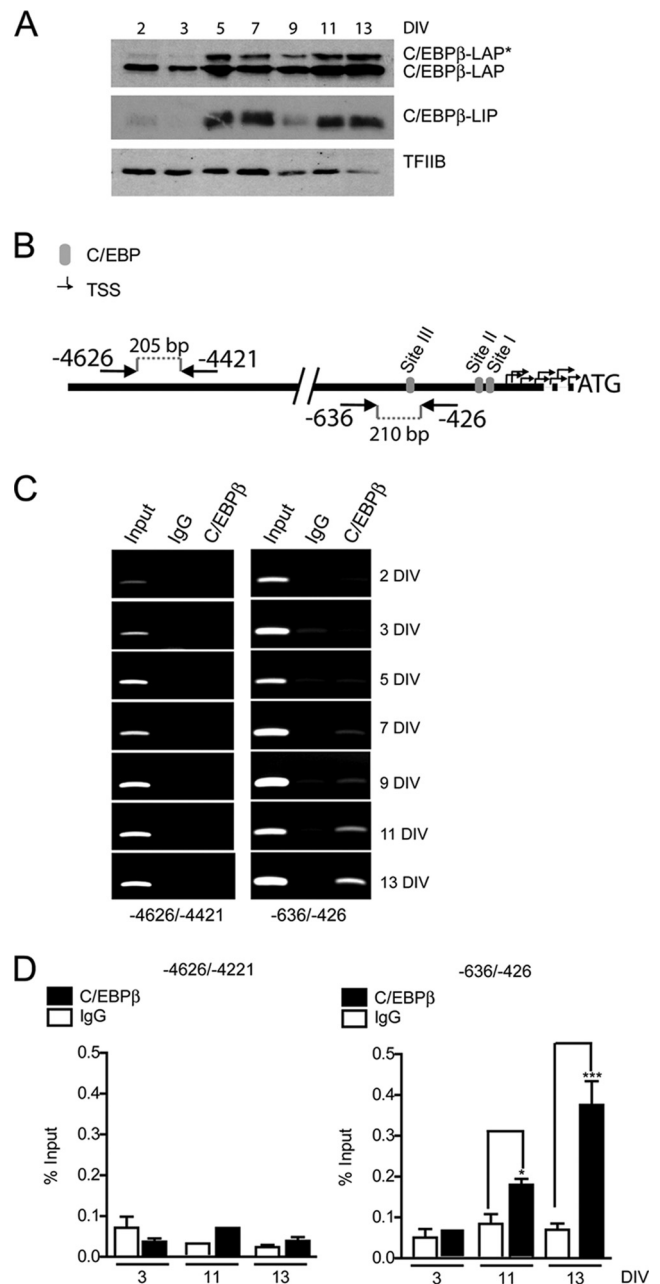 A
2 3 5 7 9 11 13 DIV
C/EBPβ-LAP*
C/EBPβ-LAP
C/EBPβ-LIP
TFIIB
B
C/EBP
TSS
-4626 205 bp -4421
Site III
Site II
Site I
ATG
-636 210 bp -426
C
Input IgG C/EBPβ Input IgG C/EBPβ
2 DIV
3 DIV
5 DIV
7 DIV
9 DIV
11 DIV
13 DIV
-4626/-4421 -636/-426
D
-4626/-4221
C/EBPβ
IgG
% Input
0.5
0.4
0.3
0.2
0.1
0.0
3 11 13
-636/-426
C/EBPβ
IgG
% Input
0.5
0.4
0.3
0.2
0.1
0.0
*
***
3 11 13 DIV